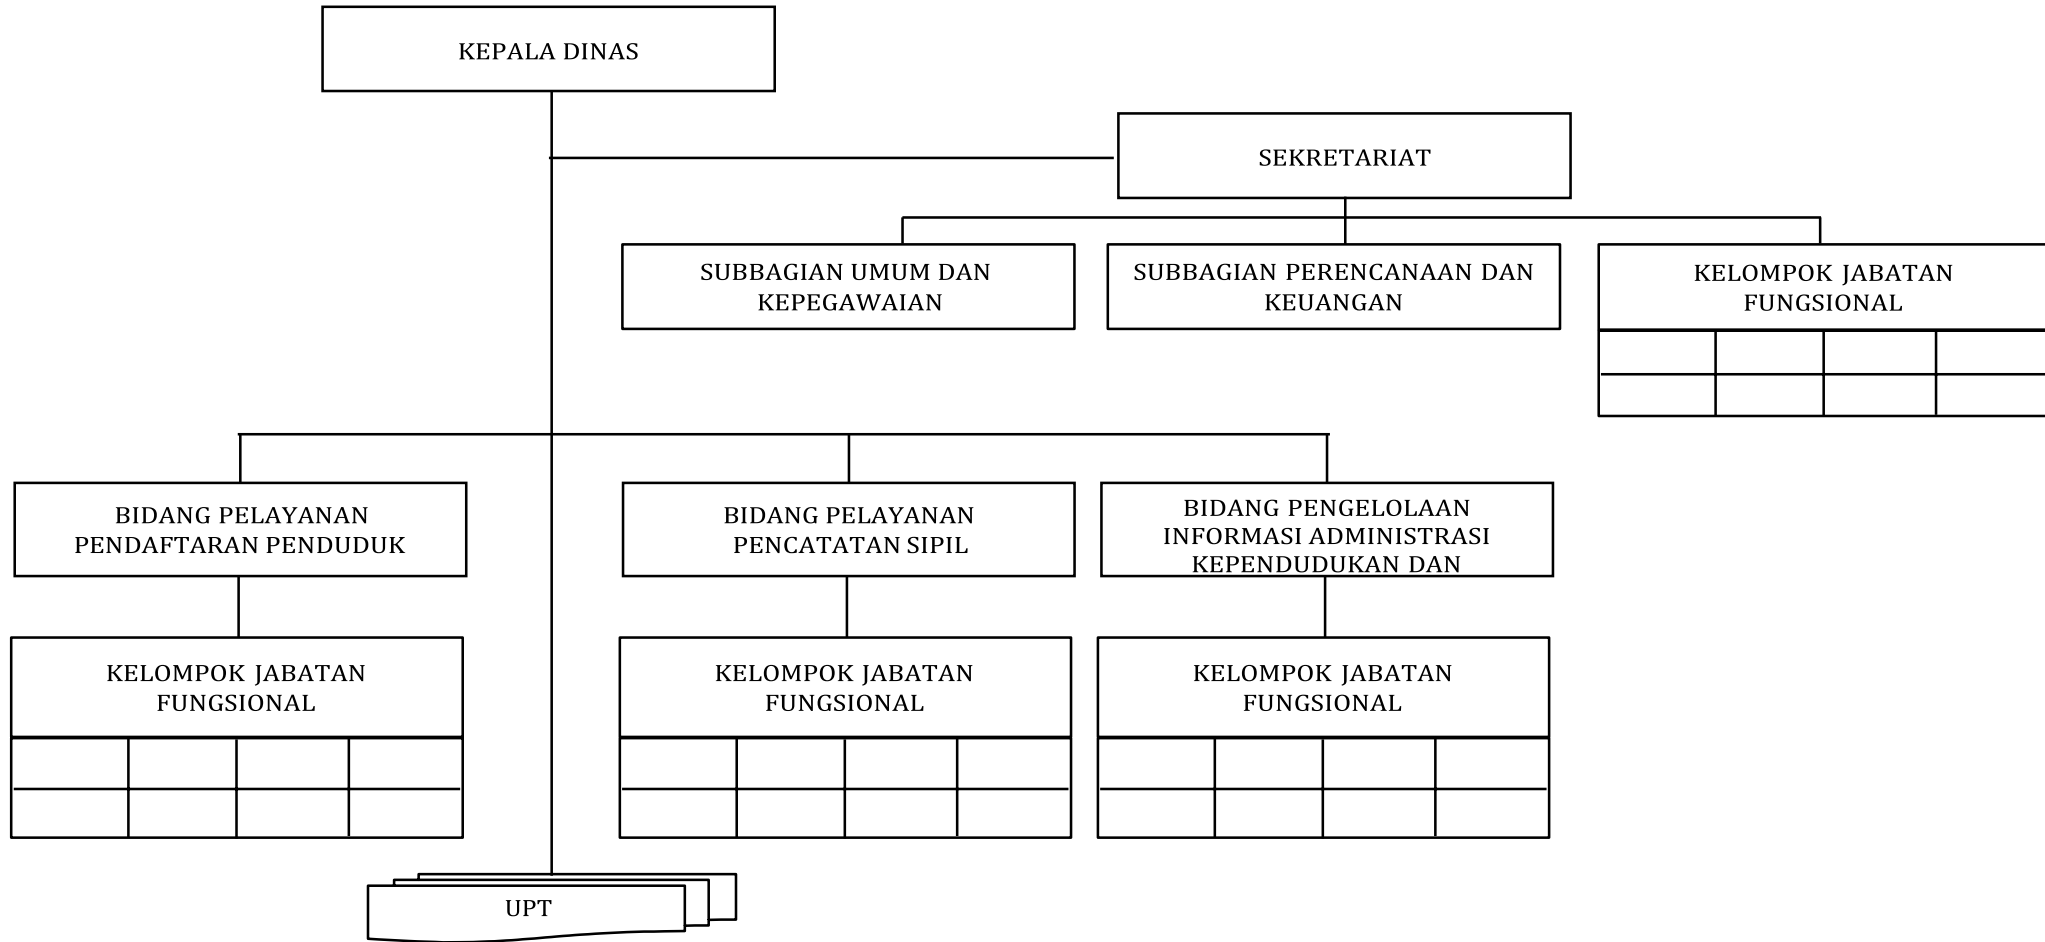 KEPALA DINAS
SEKRETARIAT
SUBBAGIAN UMUM DAN
KEPEGAWAIAN
SUBBAGIAN PERENCANAAN DAN
KEUANGAN
KELOMPOK JABATAN
FUNGSIONAL
BIDANG PELAYANAN
PENDAFTARAN PENDUDUK
BIDANG PELAYANAN
PENCATATAN SIPIL
BIDANG PENGELOLAAN
INFORMASI ADMINISTRASI
KEPENDUDUKAN DAN
KELOMPOK JABATAN
FUNGSIONAL
KELOMPOK JABATAN
FUNGSIONAL
KELOMPOK JABATAN
FUNGSIONAL
UPT